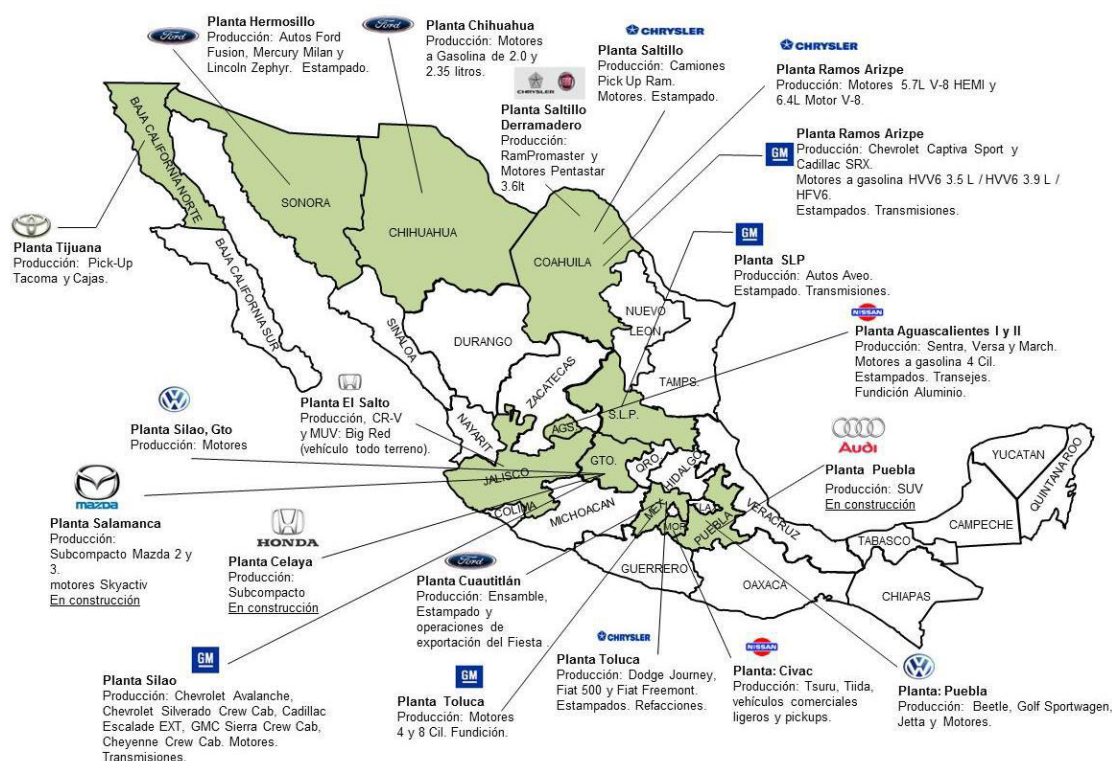 Ford
Planta Hermosillo
Producción: Autos Ford
Fusion, Mercury Milan y
Lincoln Zephyr. Estampado.
Ford
Planta Chihuahua
Producción: Motores
a Gasolina de 2.0 y
2.35 litros.
CHRYSLER
Planta Saltillo
Producción: Camiones
Pick Up Ram.
Motores. Estampado.
CHRYSLER
Planta Ramos Arizpe
Producción: Motores 5.7L V-8 HEMI y
6.4L Motor V-8.
CHRYSLER
FIAT
Planta Saltillo
Derramadero
Producción:
RamPromaster y
Motores Pentastar
3.6lt
GM
Planta Ramos Arizpe
Producción: Chevrolet Captiva Sport y
Cadillac SRX.
Motores a gasolina HVV6 3.5 L / HVV6 3.9 L /
HFV6.
Estampados. Transmisiones.
Planta Tijuana
Producción: Pick-Up
Tacoma y Cajas.
GM
Planta SLP
Producción: Autos Aveo.
Estampado. Transmisiones.
NISSAN
Planta Aguascalientes I y II
Producción: Sentra, Versa y March.
Motores a gasolina 4 Cil.
Estampados. Transejes.
Fundición Aluminio.
Planta El Salto
Producción, CR-V
y MUV: Big Red
(vehículo todo terreno).
Planta Silao, Gto
Producción: Motores
Audi
Planta Puebla
Producción: SUV
En construcción
mazda
Planta Salamanca
Producción:
Subcompacto Mazda 2 y
3.
motores Skyactiv
En construcción
HONDA
Planta Celaya
Producción:
Subcompacto
En construcción
Ford
Planta Cuautitlán
Producción: Ensamble,
Estampado y
operaciones de
exportación del Fiesta.
GM
Planta Silao
Producción: Chevrolet Avalanche,
Chevrolet Silverado Crew Cab, Cadillac
Escalade EXT, GMC Sierra Crew Cab,
Cheyenne Crew Cab. Motores.
Transmisiones.
GM
Planta Toluca
Producción: Motores
4 y 8 Cil. Fundición.
CHRYSLER
Planta Toluca
Producción: Dodge Journey,
Fiat 500 y Fiat Freemont.
Estampados. Refacciones.
NISSAN
Planta: Civac
Producción: Tsuru, Tiida,
vehículos comerciales
ligeros y pickups.
Planta: Puebla
Producción: Beetle, Golf Sportwagen,
Jetta y Motores.
BAJA CALIFORNIA NORTE
BAJA CALIFORNIA SUR
SONORA
CHIHUAHUA
COAHUILA
NUEVO
LEON
TAMPS.
SINALOA
DURANGO
ZACATECAS
S.L.P.
NAYARIT
AGS.
JALISCO
GTO.
QRO.
HIDALGO
COLIMA
MICHOACAN
MEX
MOR
TLAX
PUEBLA
VERACRUZ
GUERRERO
OAXACA
TABASCO
CHIAPAS
CAMPECHE
YUCATAN
QUINTANA ROO